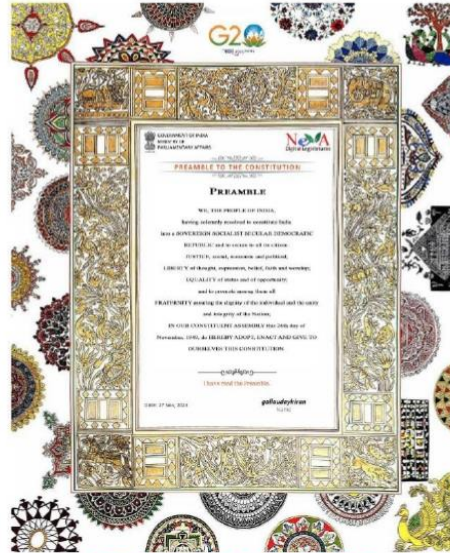 G20
GOVERNMENT OF INDIA
MINISTRY OF
PARLIAMENTARY AFFAIRS
NeVA
Digital Legislatures
PREAMBLE TO THE CONSTITUTION
PREAMBLE
WE, THE PEOPLE OF INDIA,
having solemnly resolved to constitute India
into a SOVEREIGN SOCIALIST SECULAR DEMOCRATIC
REPUBLIC and to secure to all its citizens
JUSTICE, social, economic and political;
LIBERTY of thought, expression, belief, faith and worship;
EQUALITY of status and of opportunity;
and to promote among them all
FRATERNITY assuring the dignity of the individual and the unity
and integrity of the Nation;
IN OUR CONSTITUENT ASSEMBLY this 26th day of
November, 1949, do HEREBY ADOPT, ENACT AND GIVE TO
OURSELVES THIS CONSTITUTION
I have read the Preamble.
gollaudaykiran